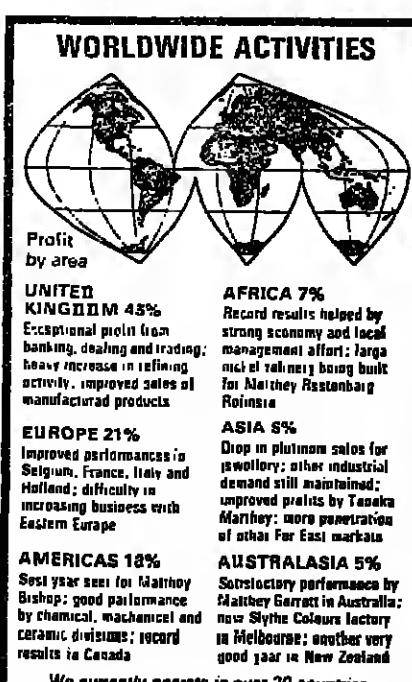 WORLDWIDE ACTIVITIES
Profit
by area
UNITED
KINGDOM 43%
Exceptional profit from
banking, dealing and trading;
heavy increase in refining
activity, improved sales of
manufactured products
EUROPE 21%
Improved performances in
Belgium, France, Italy and
Holland; difficulty in
increasing business with
Eastern Europe
AMERICAS 18%
Best year ever for Matthey
Bishop; good performance
by chemical, mechanical and
ceramic divisions; record
results in Canada
AFRICA 7%
Record results helped by
strong economy and local
management effort; large
nickel refinery being built
for Matthey Rustenburg
Refiners
ASIA 6%
Drop in platinum sales for
jewellery; other industrial
demand still maintained;
improved profits by Tanaka
Matthey; more penetration
of other Far East markets
AUSTRALASIA 5%
Satisfactory performance by
Matthey Garrett in Australia;
new Blythe Colours factory
in Melbourne; another very
good year in New Zealand
We currently operate in over 20 countries